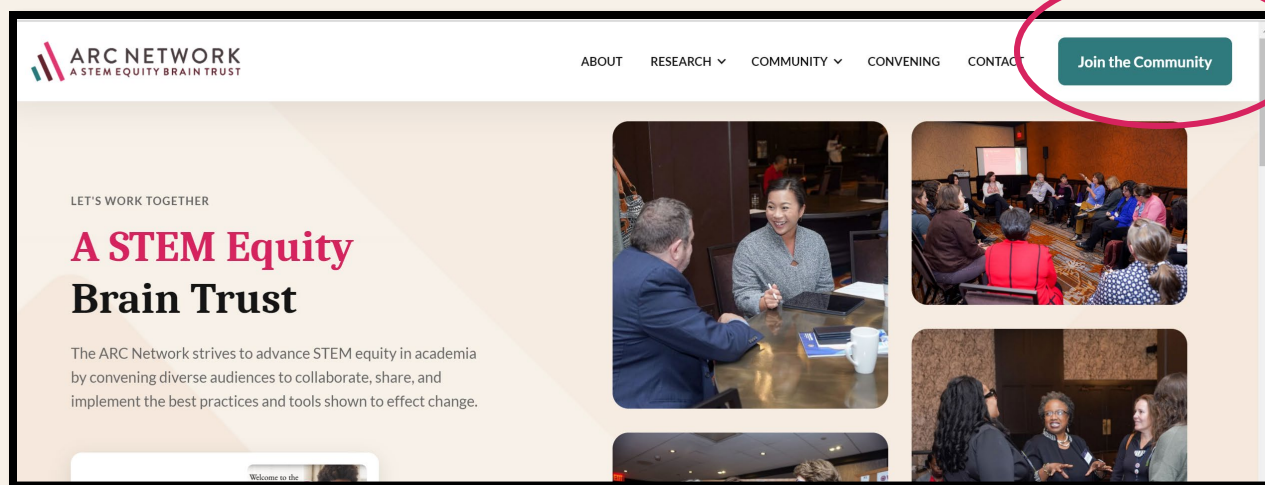 ARC NETWORK
A STEM EQUITY BRAIN TRUST
ABOUT RESEARCH COMMUNITY CONVENING CONTACT Join the Community
LET'S WORK TOGETHER
A STEM Equity
Brain Trust
The ARC Network strives to advance STEM equity in academia
by convening diverse audiences to collaborate, share, and
implement the best practices and tools shown to effect change.
Welcome to the